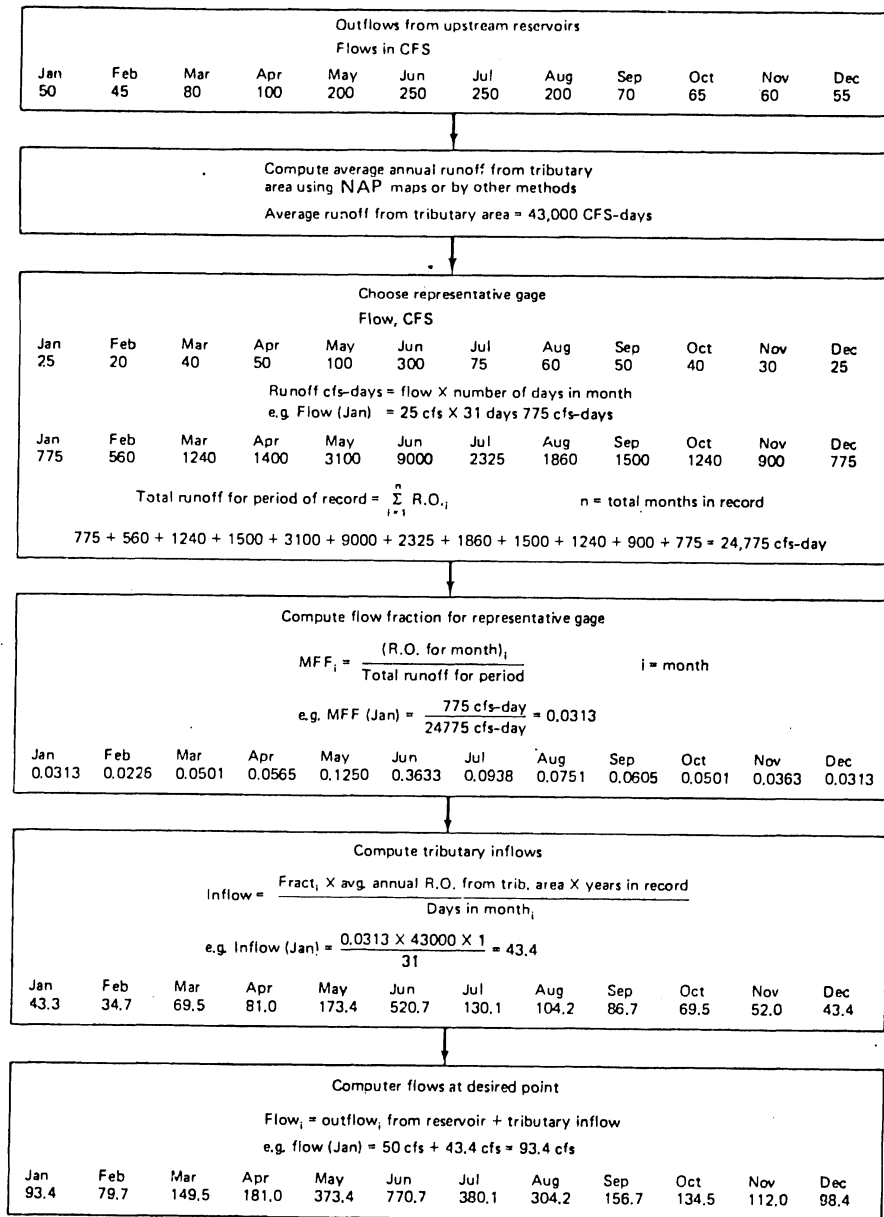 Outflows from upstream reservoirs
Flows in CFS
Jan Feb Mar Apr May Jun Jul Aug Sep Oct Nov Dec
50 45 80 100 200 250 250 200 70 65 60 55
Compute average annual runoff from tributary
area using NAP maps or by other methods
Average runoff from tributary area = 43,000 CFS-days
Choose representative gage
Flow, CFS
Jan Feb Mar Apr May Jun Jul Aug Sep Oct Nov Dec
25 20 40 50 100 300 75 60 50 40 30 25
Runoff cfs-days = flow X number of days in month
e.g. Flow (Jan) = 25 cfs X 31 days 775 cfs-days
Jan Feb Mar Apr May Jun Jul Aug Sep Oct Nov Dec
775 560 1240 1400 3100 9000 2325 1860 1500 1240 900 775
n
Total runoff for period of record = Σ R.O.i n = total months in record
i=1
775 + 560 + 1240 + 1500 + 3100 + 9000 + 2325 + 1860 + 1500 + 1240 + 900 + 775 = 24,775 cfs-day
Compute flow fraction for representative gage
(R.O. for month)i
MFFi = i = month
Total runoff for period
775 cfs-day
e.g. MFF (Jan) = = 0.0313
24775 cfs-day
Jan Feb Mar Apr May Jun Jul Aug Sep Oct Nov Dec
0.0313 0.0226 0.0501 0.0565 0.1250 0.3633 0.0938 0.0751 0.0605 0.0501 0.0363 0.0313
Compute tributary inflows
Fracti X avg. annual R.O. from trib. area X years in record
Inflow =
Days in monthi
0.0313 X 43000 X 1
e.g. Inflow (Jan) = = 43.4
31
Jan Feb Mar Apr May Jun Jul Aug Sep Oct Nov Dec
43.3 34.7 69.5 81.0 173.4 520.7 130.1 104.2 86.7 69.5 52.0 43.4
Computer flows at desired point
Flowi = outflowi from reservoir + tributary inflow
e.g. flow (Jan) = 50 cfs + 43.4 cfs = 93.4 cfs
Jan Feb Mar Apr May Jun Jul Aug Sep Oct Nov Dec
93.4 79.7 149.5 181.0 373.4 770.7 380.1 304.2 156.7 134.5 112.0 98.4